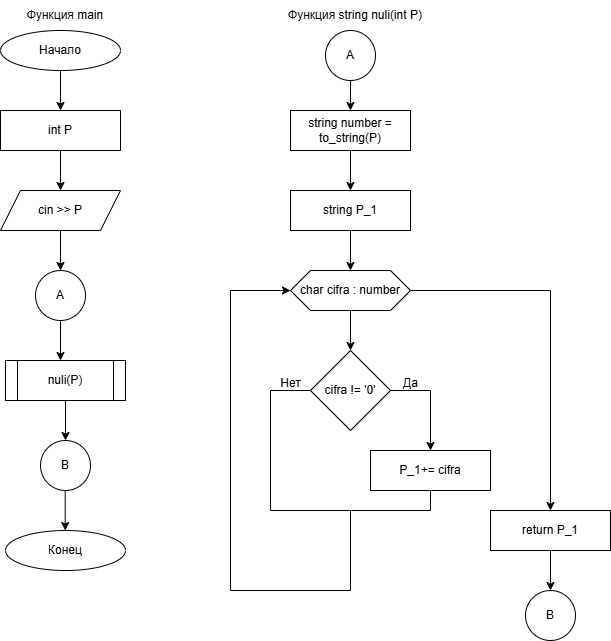 Функция main
Начало
int P
cin >> P
A
nuli(P)
B
Конец
Функция string nuli(int P)
A
string number =
to_string(P)
string P_1
char cifra : number
cifra != '0'
Нет
Да
P_1+= cifra
return P_1
B